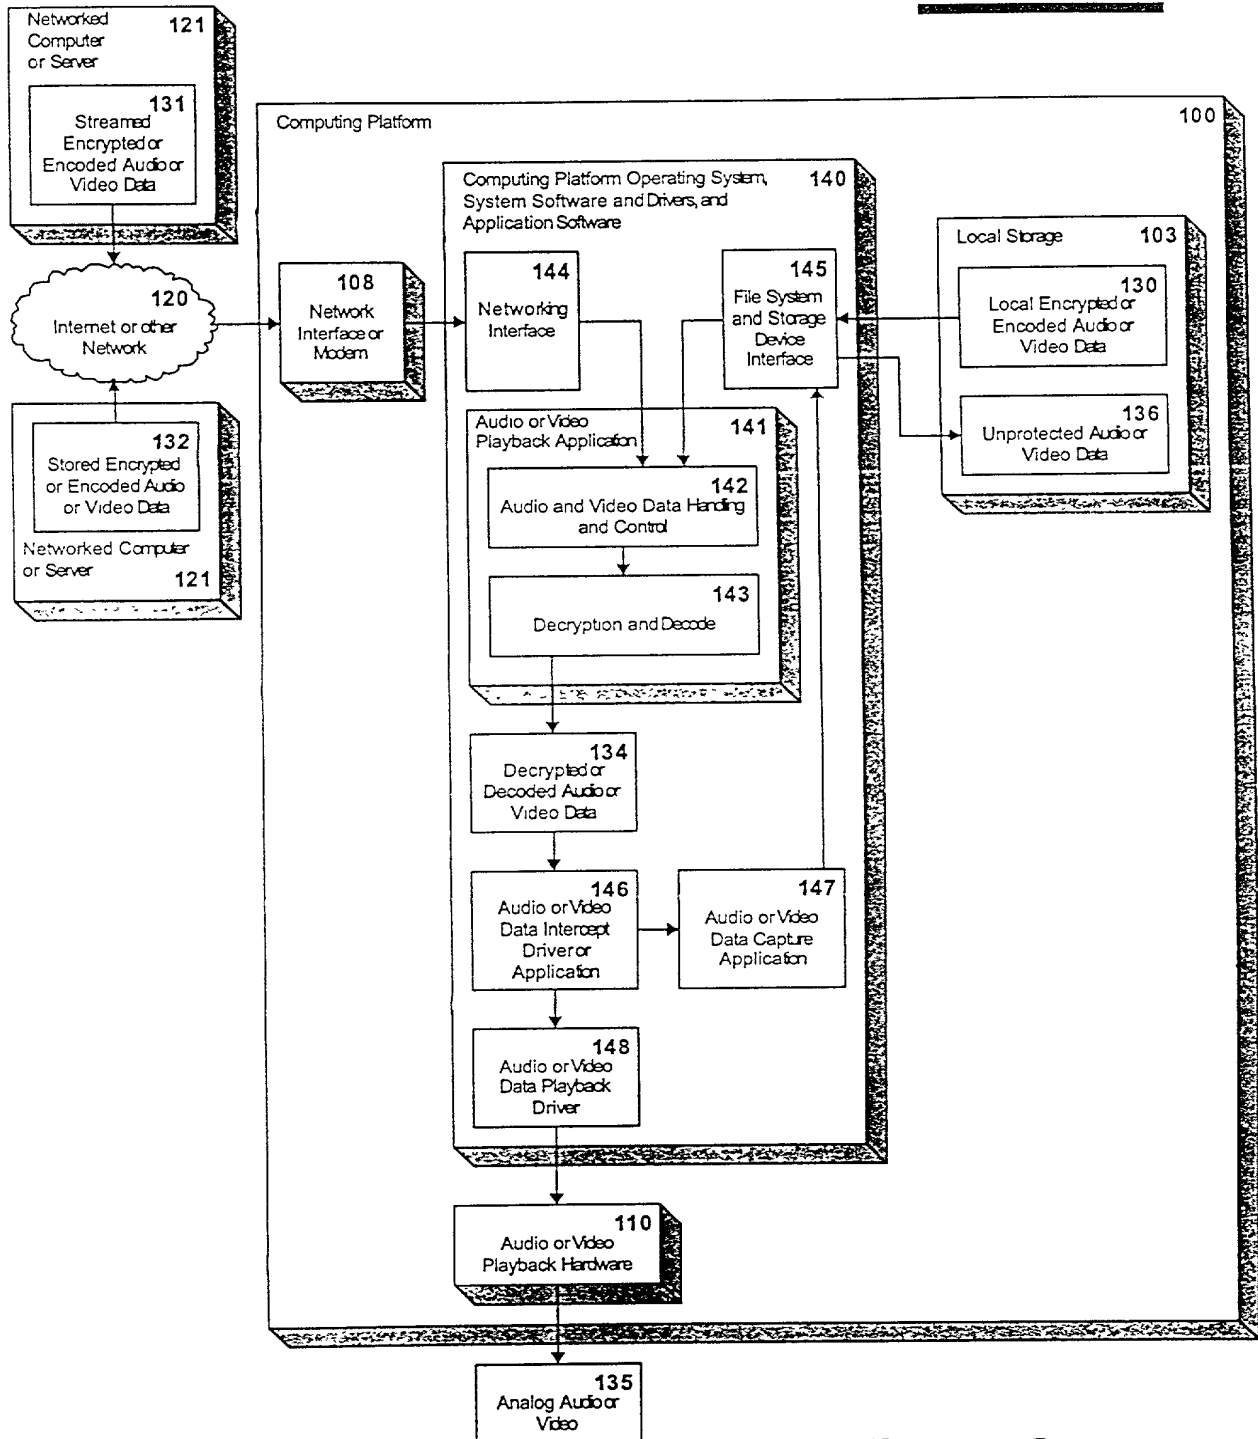 Networked
Computer
or Server
121
131
Streamed
Encrypted or
Encoded Audio or
Video Data
120
Internet or other
Network
132
Stored Encrypted
or Encoded Audio
or Video Data
Networked Computer
or Server
121
Computing Platform
100
108
Network
Interface or
Modem
Computing Platform Operating System,
System Software and Drivers, and
Application Software
140
144
Networking
Interface
145
File System
and Storage
Device
Interface
Local Storage
103
130
Local Encrypted or
Encoded Audio or
Video Data
136
Unprotected Audio or
Video Data
Audio or Video
Playback Application
141
142
Audio and Video Data Handling
and Control
143
Decryption and Decode
134
Decrypted or
Decoded Audio or
Video Data
146
Audio or Video
Data Intercept
Driver or
Application
147
Audio or Video
Data Capture
Application
148
Audio or Video
Data Playback
Driver
110
Audio or Video
Playback Hardware
135
Analog Audio or
Video